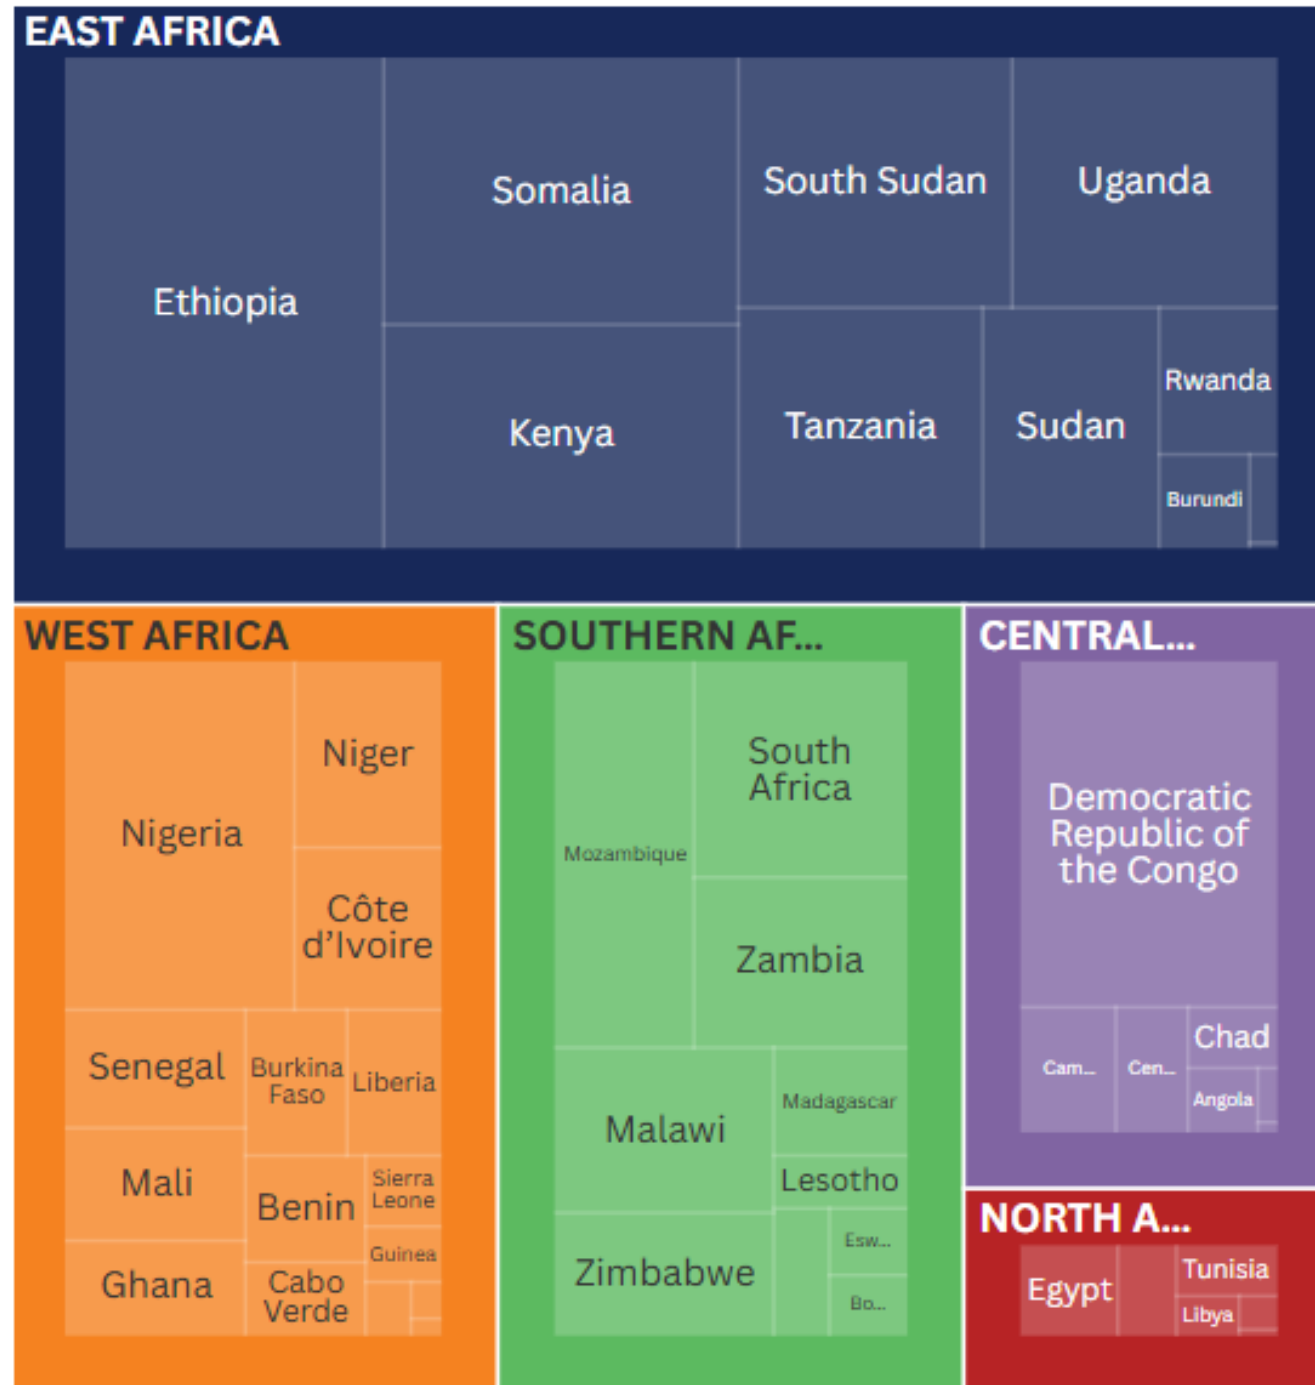 EAST AFRICA
Ethiopia
Somalia
Kenya
South Sudan
Uganda
Tanzania
Sudan
Rwanda
Burundi
WEST AFRICA
Nigeria
Niger
Côte
d’Ivoire
Senegal
Burkina
Faso
Liberia
Mali
Benin
Sierra
Leone
Guinea
Ghana
Cabo
Verde
SOUTHERN AF...
Mozambique
South
Africa
Zambia
Malawi
Madagascar
Lesotho
Zimbabwe
Esw...
Bo...
CENTRAL...
Democratic
Republic of
the Congo
Cam...
Cen...
Chad
Angola
NORTH A...
Egypt
Tunisia
Libya